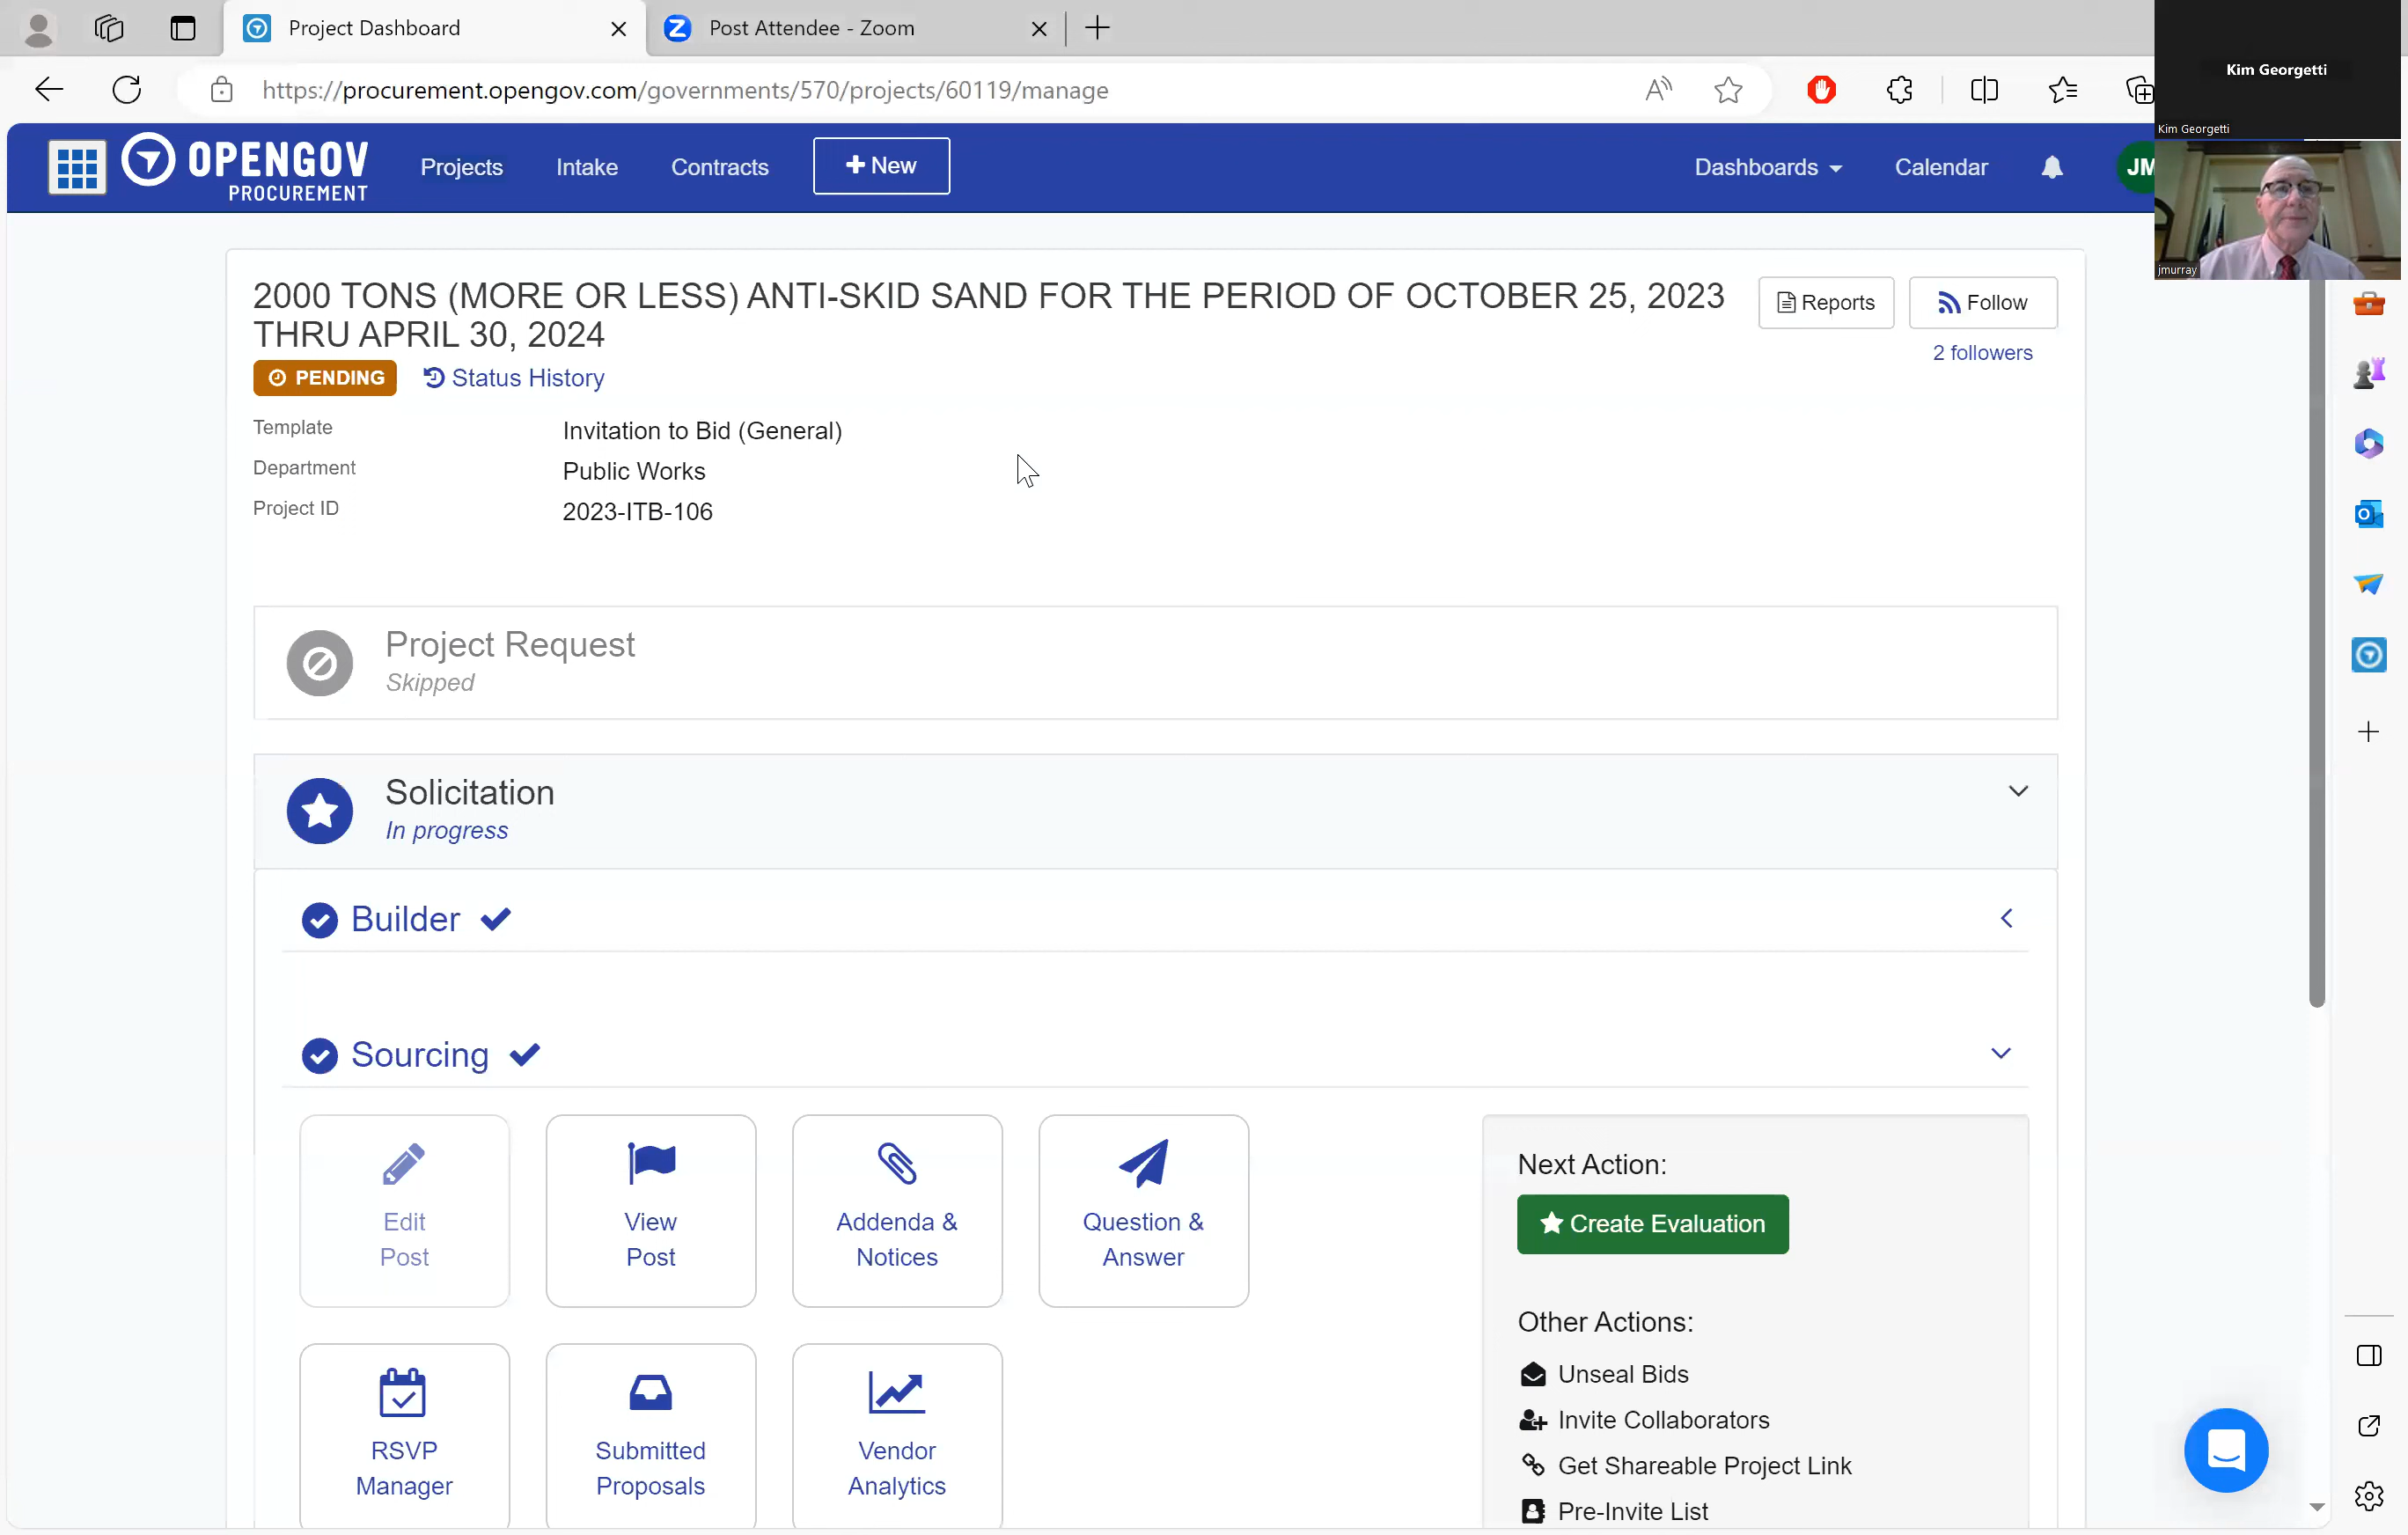 Project Dashboard
Post Attendee - Zoom
https://procurement.opengov.com/governments/570/projects/60119/manage
Kim Georgetti
Kim Georgetti
OPENGOV
PROCUREMENT
Projects
Intake
Contracts
+ New
Dashboards
Calendar
JM
jmurray
2000 TONS (MORE OR LESS) ANTI-SKID SAND FOR THE PERIOD OF OCTOBER 25, 2023
THRU APRIL 30, 2024
Reports
Follow
2 followers
PENDING
Status History
Template
Invitation to Bid (General)
Department
Public Works
Project ID
2023-ITB-106
Project Request
Skipped
Solicitation
In progress
Builder
Sourcing
Edit
Post
View
Post
Addenda &
Notices
Question &
Answer
RSVP
Manager
Submitted
Proposals
Vendor
Analytics
Next Action:
Create Evaluation
Other Actions:
Unseal Bids
Invite Collaborators
Get Shareable Project Link
Pre-Invite List